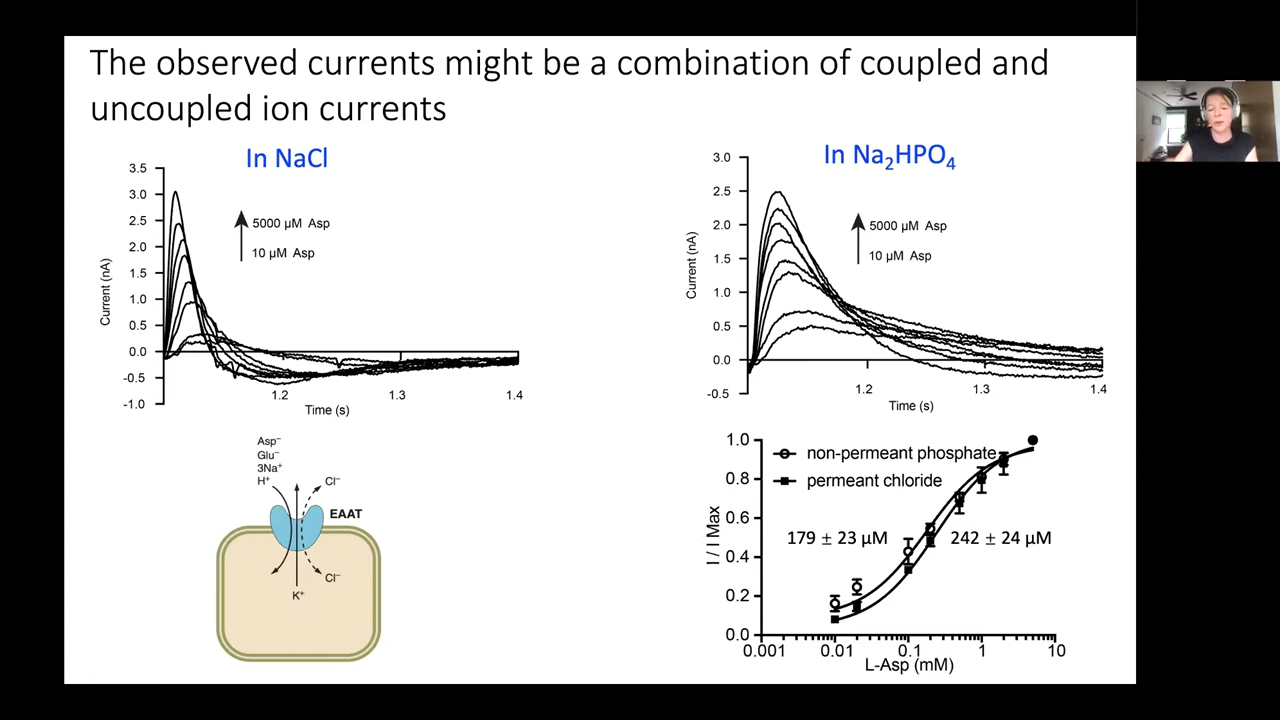 The observed currents might be a combination of coupled and
uncoupled ion currents
In NaCl
3.5
3.0
2.5
2.0
1.5
1.0
0.5
0.0
-0.5
-1.0
Current (nA)
5000 µM Asp
10 µM Asp
1.2
1.3
1.4
Time (s)
In Na₂HPO₄
3.0
2.5
2.0
1.5
1.0
0.5
0.0
-0.5
Current (nA)
5000 µM Asp
10 µM Asp
1.2
1.3
1.4
Time (s)
Asp⁻
Glu⁻
3Na⁺
H⁺
Cl⁻
EAAT
Cl⁻
K⁺
1.0
0.8
0.6
0.4
0.2
0.0
I / I Max
non-permeant phosphate
permeant chloride
179 ± 23 µM
242 ± 24 µM
0.001
0.01
0.1
1
10
L-Asp (mM)